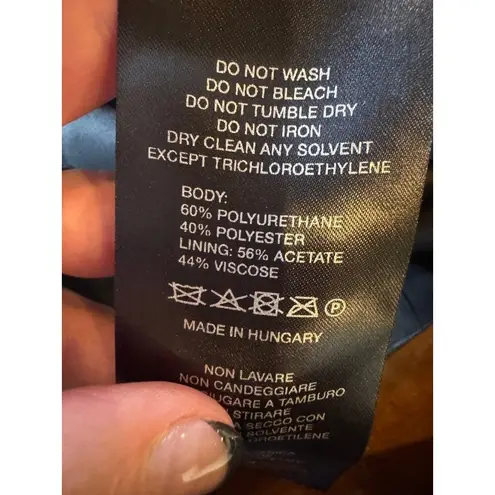 DO NOT WASH
DO NOT BLEACH
DO NOT TUMBLE DRY
DO NOT IRON
DRY CLEAN ANY SOLVENT
EXCEPT TRICHLOROETHYLENE
BODY:
60% POLYURETHANE
40% POLYESTER
LINING: 56% ACETATE
44% VISCOSE
P
MADE IN HUNGARY
NON LAVARE
NON CANDEGGIARE
A TAMBURO
STIRARE
A SECCO CON
SOLVENTE